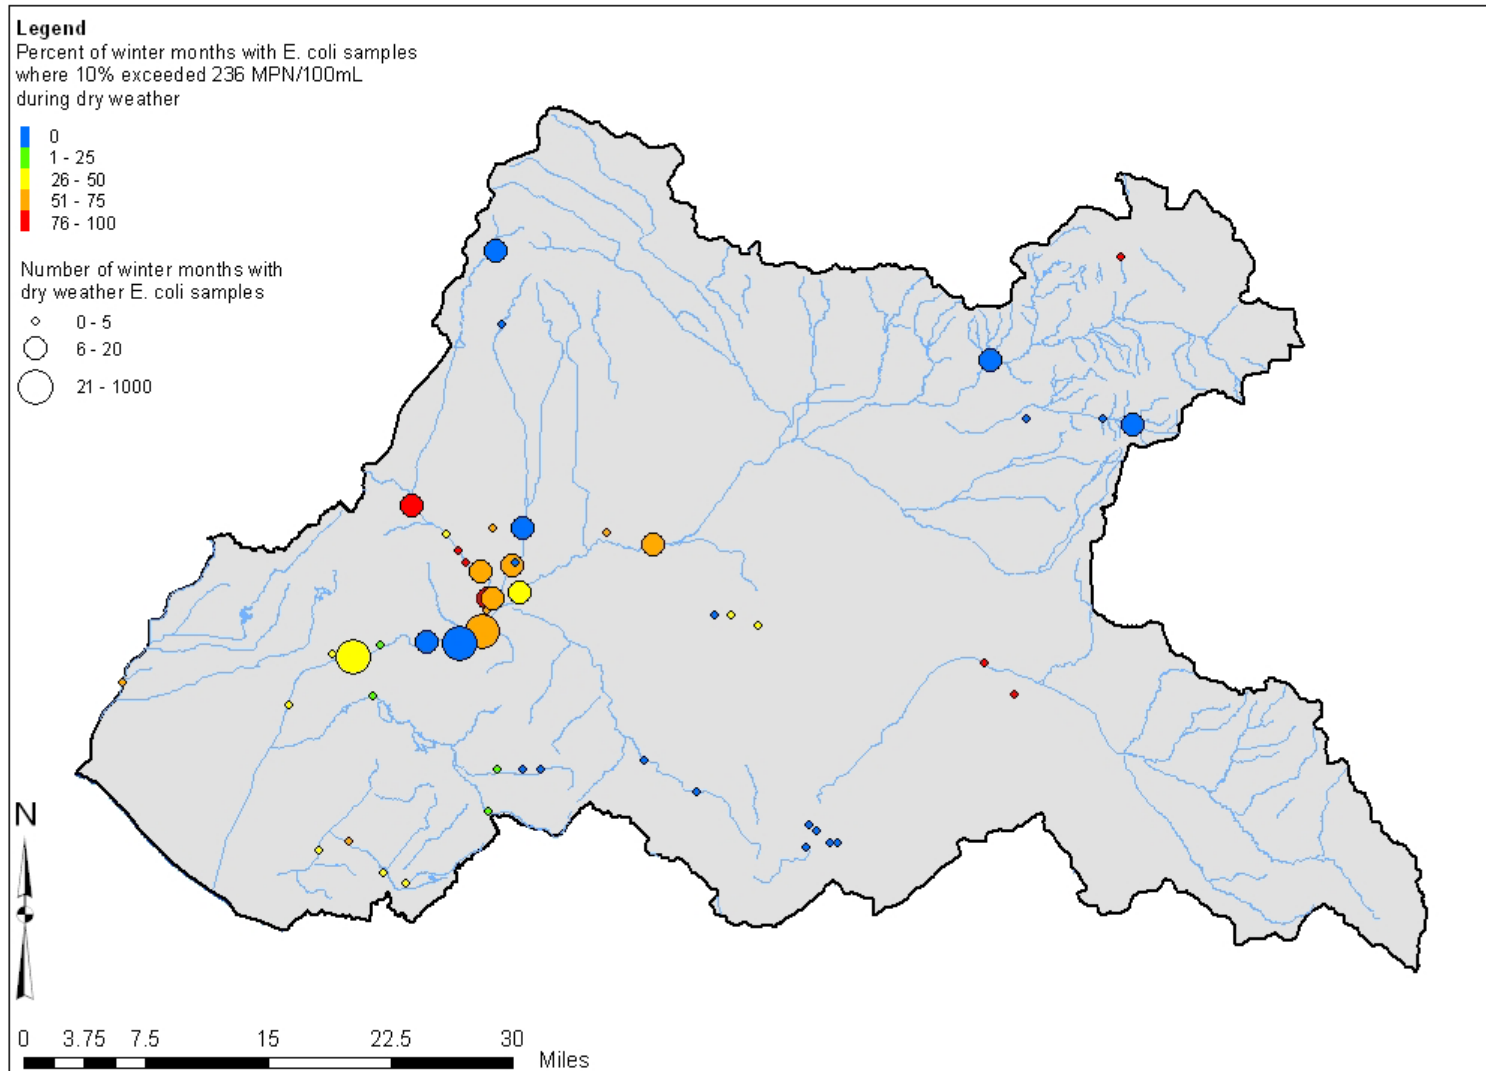 Legend
Percent of winter months with E. coli samples
where 10% exceeded 236 MPN/100mL
during dry weather
0
1 - 25
26 - 50
51 - 75
76 - 100
Number of winter months with
dry weather E. coli samples
0 - 5
6 - 20
21 - 1000
N
0 3.75 7.5 15 22.5 30
Miles